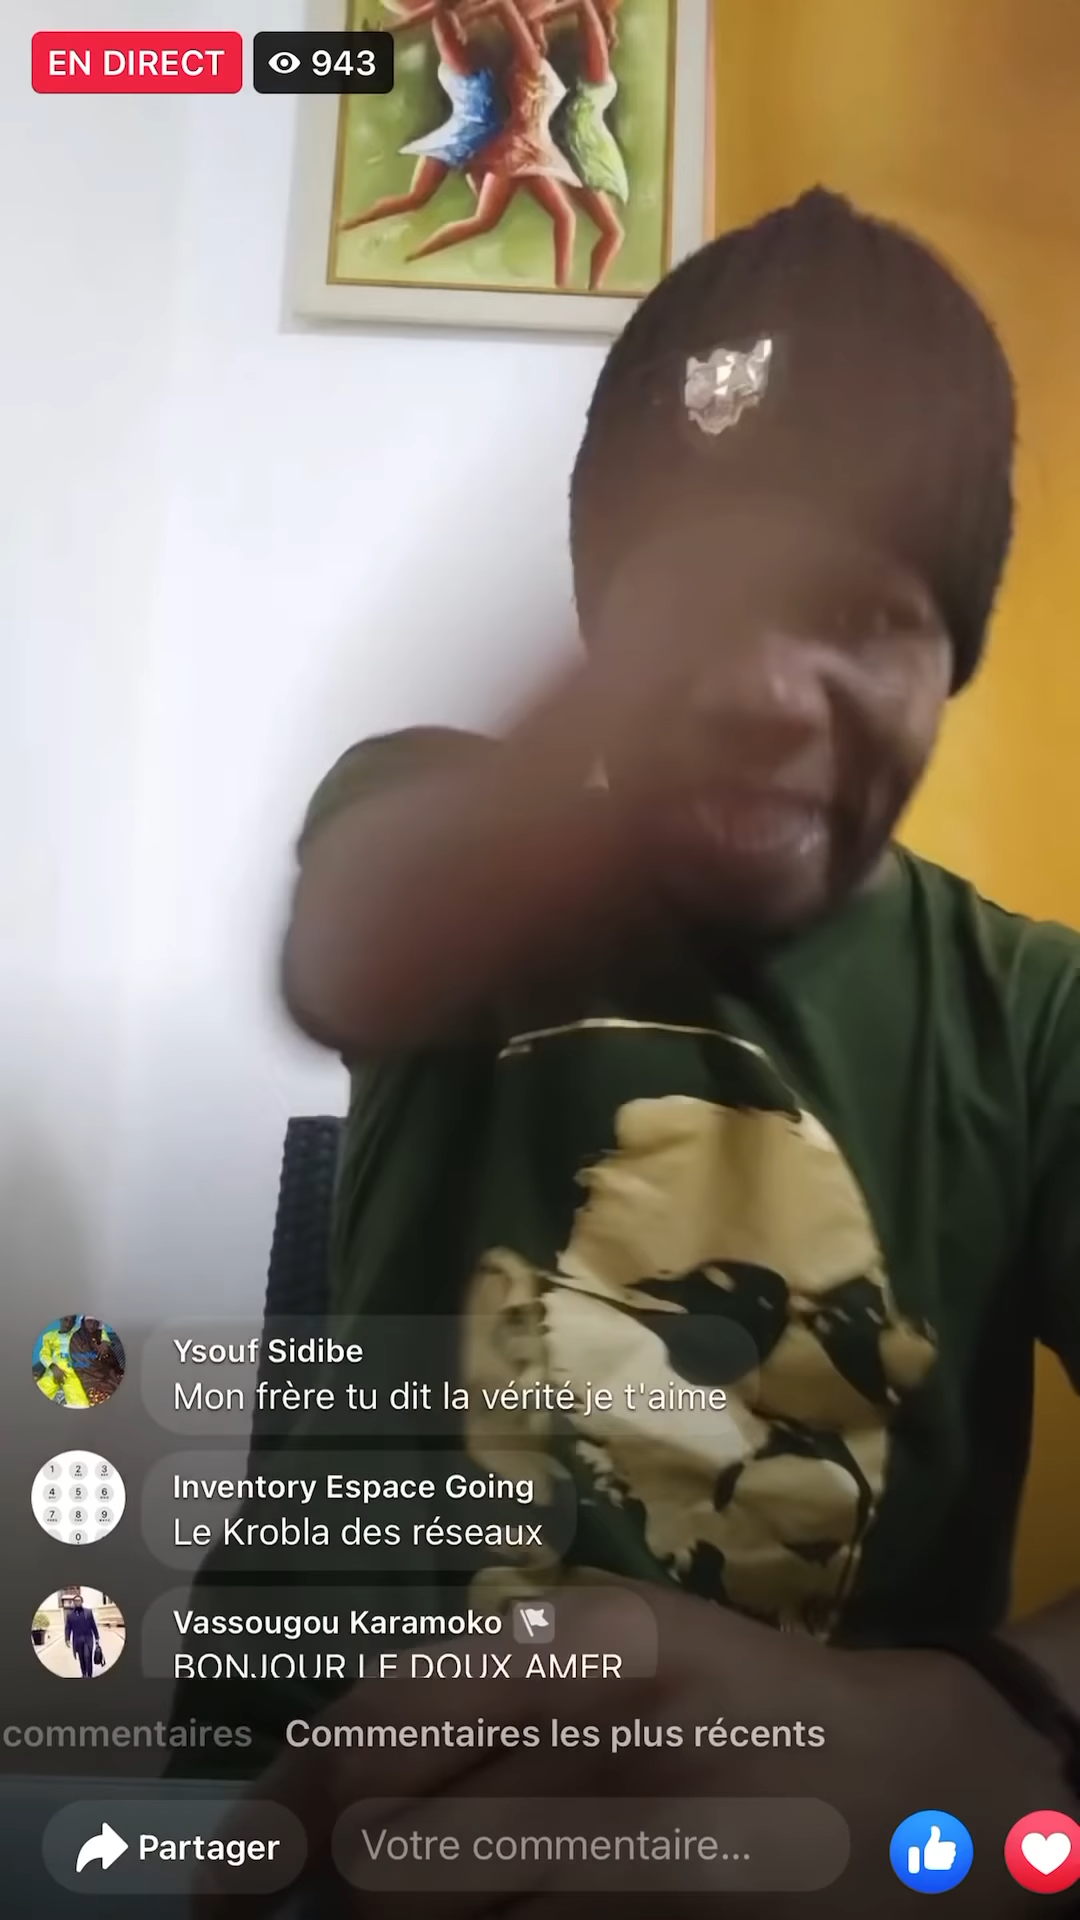 EN DIRECT 943
Ysouf Sidibe
Mon frère tu dit la vérité je t'aime
Inventory Espace Going
Le Krobla des réseaux
Vassougou Karamoko
BONJOUR LE DOUX AMER
commentaires Commentaires les plus récents
Partager Votre commentaire...